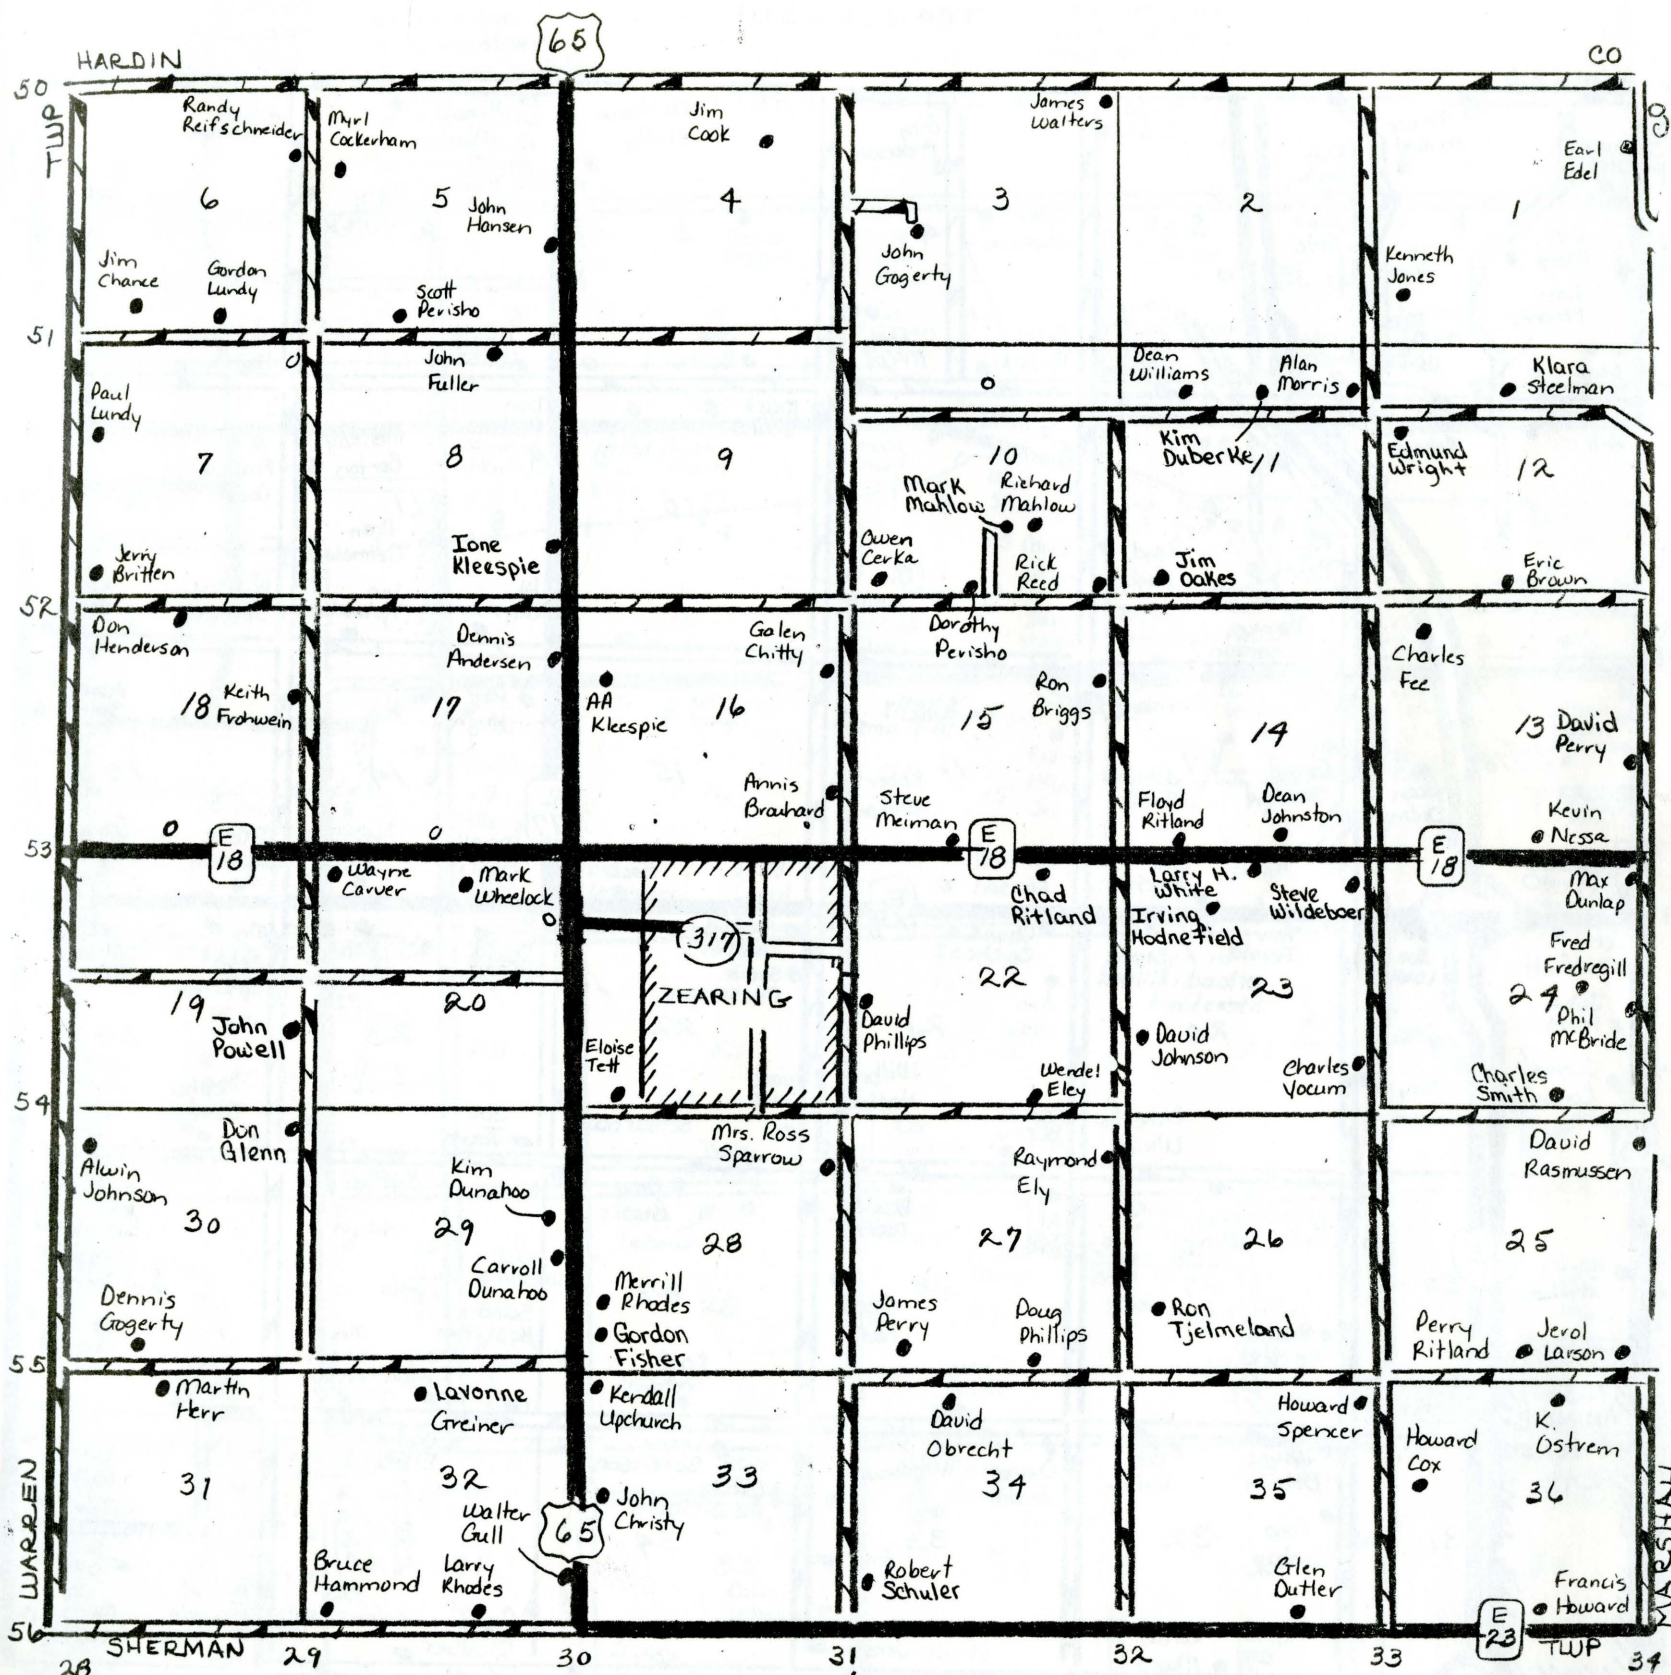 65
HARDIN
CO
50
TWP
CO
Randy
Reifschneider
Myrl
Cockerham
Jim
Cook
James
Walters
Earl
Edel
6
5
4
3
2
1
John
Hansen
John
Gogerty
Kenneth
Jones
Jim
Chance
Gordon
Lundy
Scott
Perisho
51
John
Fuller
Dean
Williams
Alan
Morris
Klara
Steelman
Paul
Lundy
Kim
Duberke
Edmund
Wright
7
8
9
10
11
12
Mark
Mahlow
Richard
Mahlow
Jerry
Britten
Ione
Kleespie
Owen
Cerka
Rick
Reed
Jim
Oakes
Eric
Brown
52
Don
Henderson
Dennis
Andersen
Galen
Chitty
Dorothy
Perisho
Charles
Fee
18
Keith
Frohwein
17
AA
Kleespie
16
15
Ron
Briggs
14
13
David
Perry
Annis
Brauhard
Steve
Meiman
Floyd
Ritland
Dean
Johnston
Kevin
Nessa
53
E
18
E
18
E
18
Wayne
Carver
Mark
Wheelock
Chad
Ritland
Larry H.
White
Irving
Hodnefield
Steve
Wildeboer
Max
Dunlap
317
ZEARING
Fred
Fredregill
19
20
22
23
24
John
Powell
Eloise
Tett
David
Phillips
David
Johnson
Phil
McBride
Wendel
Eley
Charles
Yocum
Charles
Smith
54
Alwin
Johnson
Don
Glenn
Kim
Dunahoo
Mrs. Ross
Sparrow
Raymond
Ely
David
Rasmussen
30
29
28
27
26
25
Carroll
Dunahoo
Merrill
Rhodes
Gordon
Fisher
Dennis
Gogerty
James
Perry
Doug
Phillips
Ron
Tjelmeland
Perry
Ritland
Jerol
Larson
55
Martin
Herr
Lavonne
Greiner
Kendall
Upchurch
David
Obrecht
Howard
Spencer
Howard
Cox
K.
Ostrem
31
32
33
34
35
36
WARREN
MARSHALL
Walter
Gull
65
John
Christy
Bruce
Hammond
Larry
Rhodes
Robert
Schuler
Glen
Dutler
Francis
Howard
56
SHERMAN
E
23
TWP
28
29
30
31
32
33
34